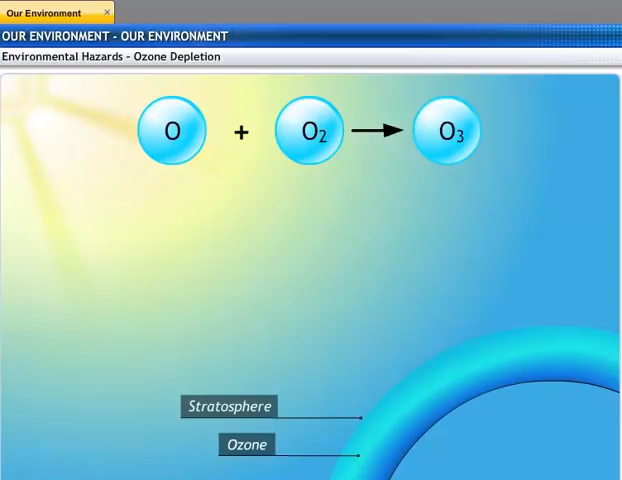 Our Environment
OUR ENVIRONMENT - OUR ENVIRONMENT
Environmental Hazards - Ozone Depletion
O + O₂ → O₃
Stratosphere
Ozone